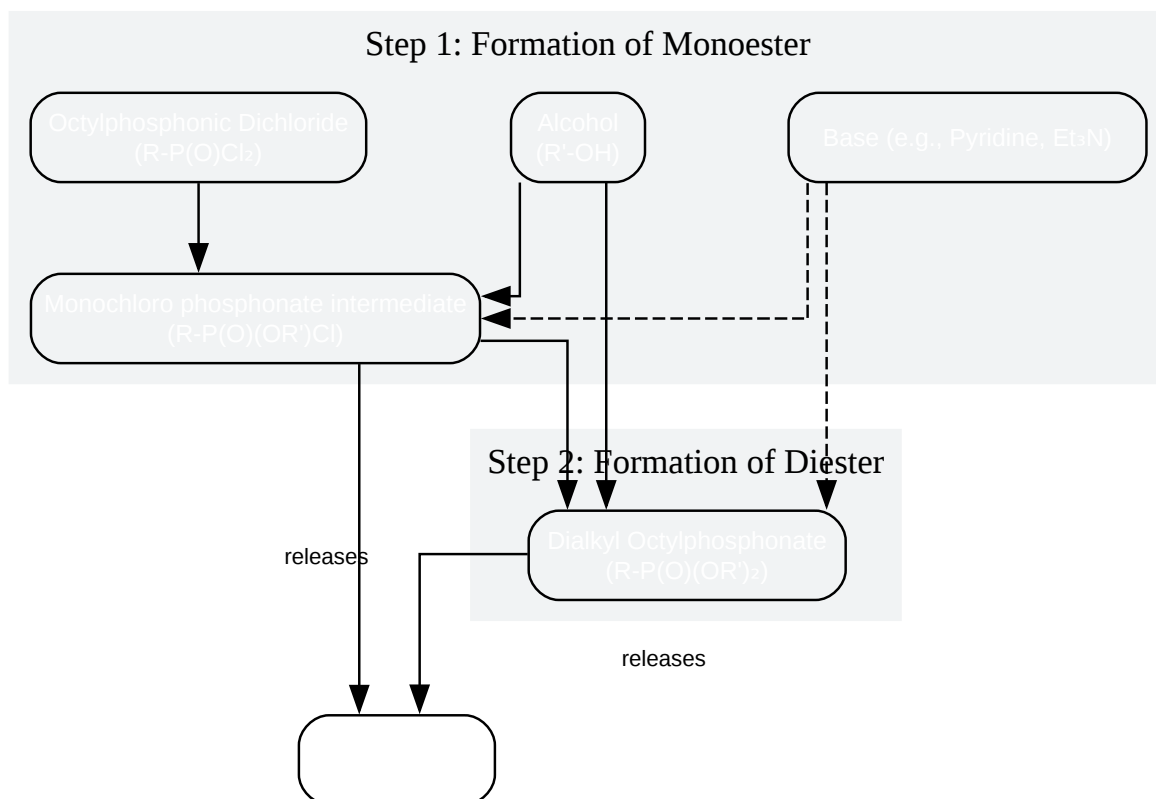 Step 1: Formation of Monoester
Octylphosphonic Dichloride
(R-P(O)Cl₂)
Alcohol
(R'-OH)
Base (e.g., Pyridine, Et₃N)
Monochloro phosphonate intermediate
(R-P(O)(OR')Cl)
Step 2: Formation of Diester
Dialkyl Octylphosphonate
(R-P(O)(OR')₂)
releases
releases